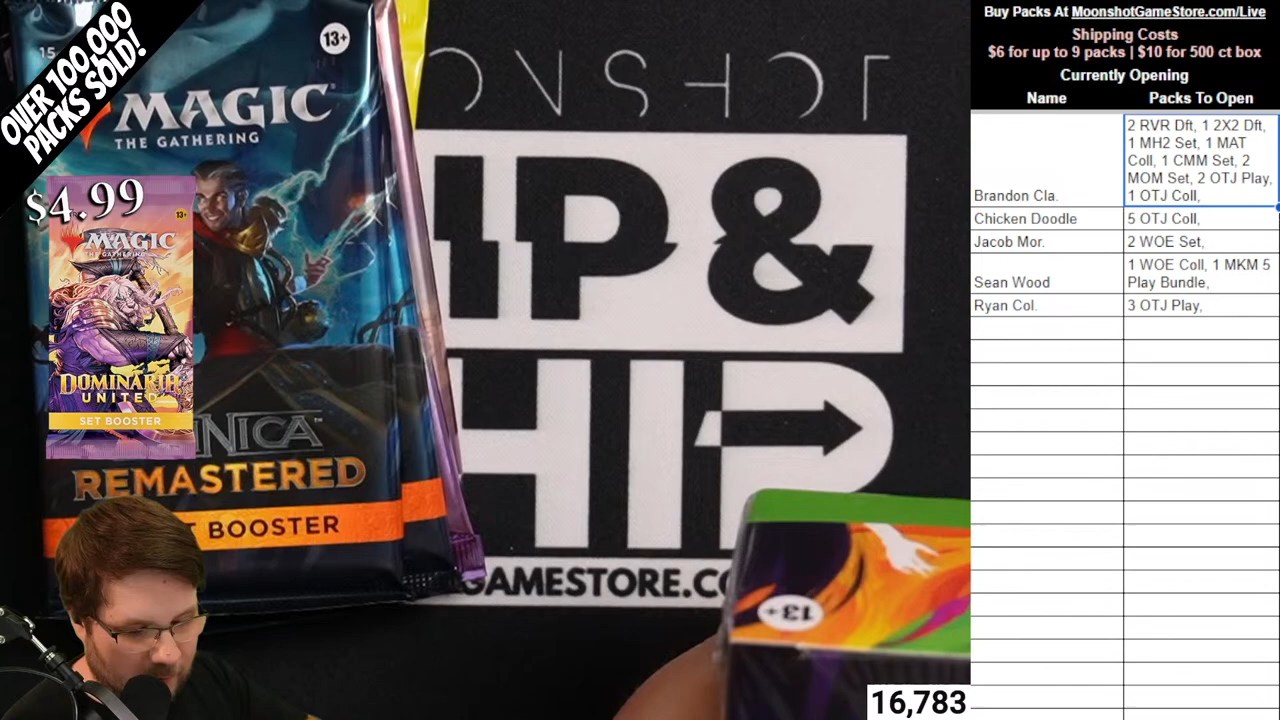 OVER 100,000
PACKS SOLD!
15
13+
MAGIC
THE GATHERING
$4.99
13+
MAGIC
THE GATHERING
DOMINARIA
UNITED
SET BOOSTER
NICA
REMASTERED
T BOOSTER
ONSHOT
IP &
HIP
GAMESTORE.CO
13+
16,783
Buy Packs At MoonshotGameStore.com/Live
Shipping Costs
$6 for up to 9 packs | $10 for 500 ct box
Currently Opening
Name Packs To Open
Brandon Cla. 2 RVR Dft, 1 2X2 Dft,
1 MH2 Set, 1 MAT
Coll, 1 CMM Set, 2
MOM Set, 2 OTJ Play,
1 OTJ Coll,
Chicken Doodle 5 OTJ Coll,
Jacob Mor. 2 WOE Set,
Sean Wood 1 WOE Coll, 1 MKM 5
Play Bundle,
Ryan Col. 3 OTJ Play,